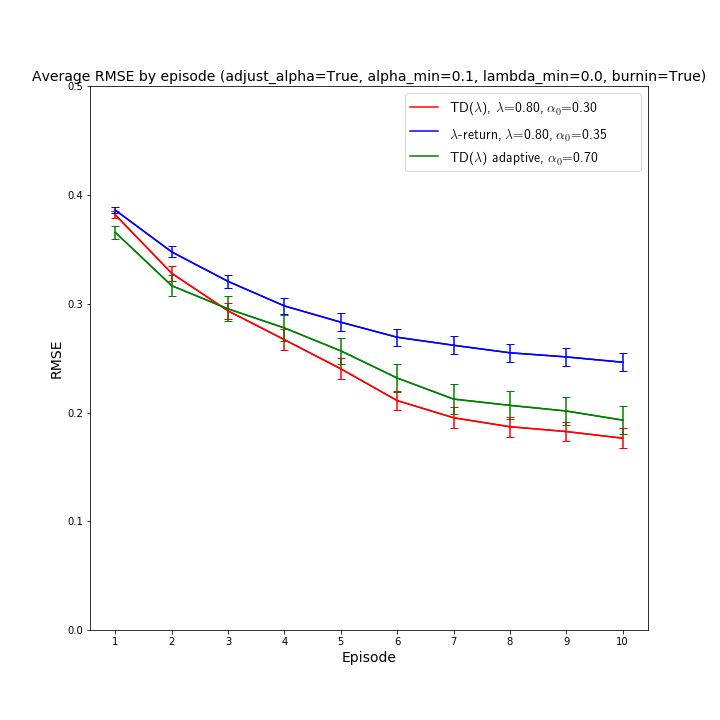 Average RMSE by episode (adjust_alpha=True, alpha_min=0.1, lambda_min=0.0, burnin=True)
TD(λ), λ=0.80, α₀=0.30
λ-return, λ=0.80, α₀=0.35
TD(λ) adaptive, α₀=0.70
0.5
0.4
0.3
0.2
0.1
0.0
RMSE
1 2 3 4 5 6 7 8 9 10
Episode